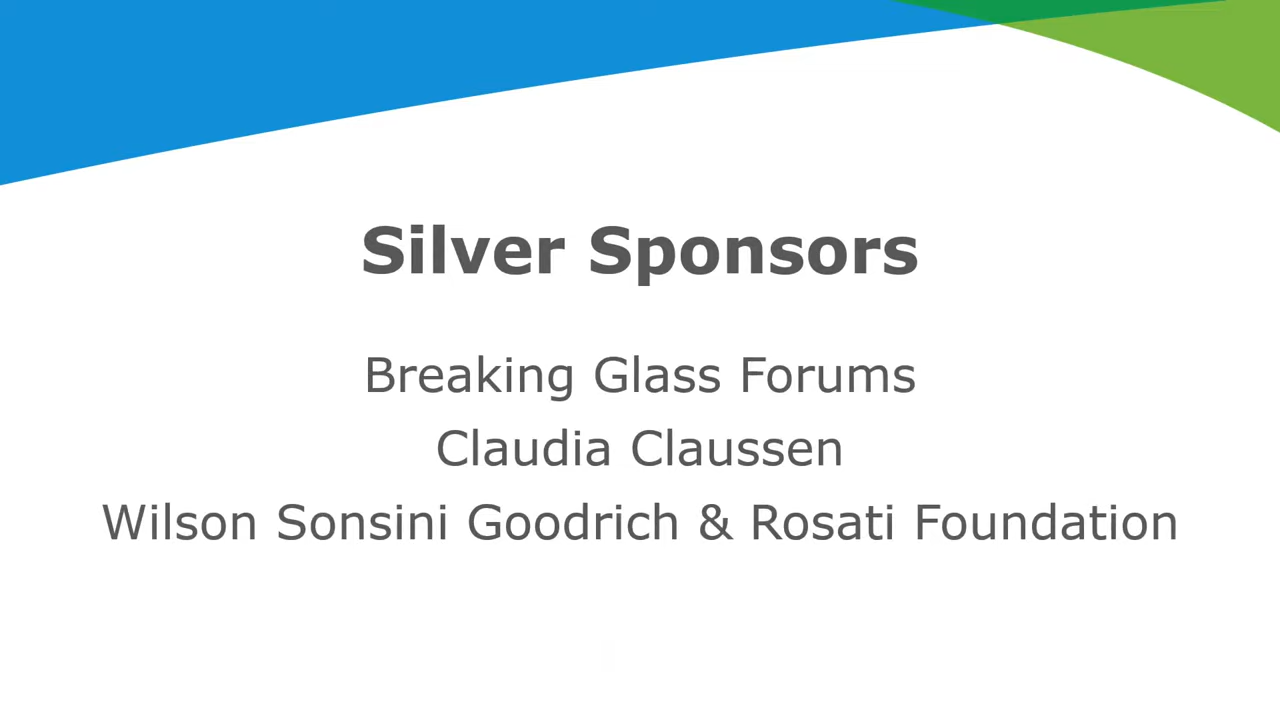 Silver Sponsors
Breaking Glass Forums
Claudia Claussen
Wilson Sonsini Goodrich & Rosati Foundation